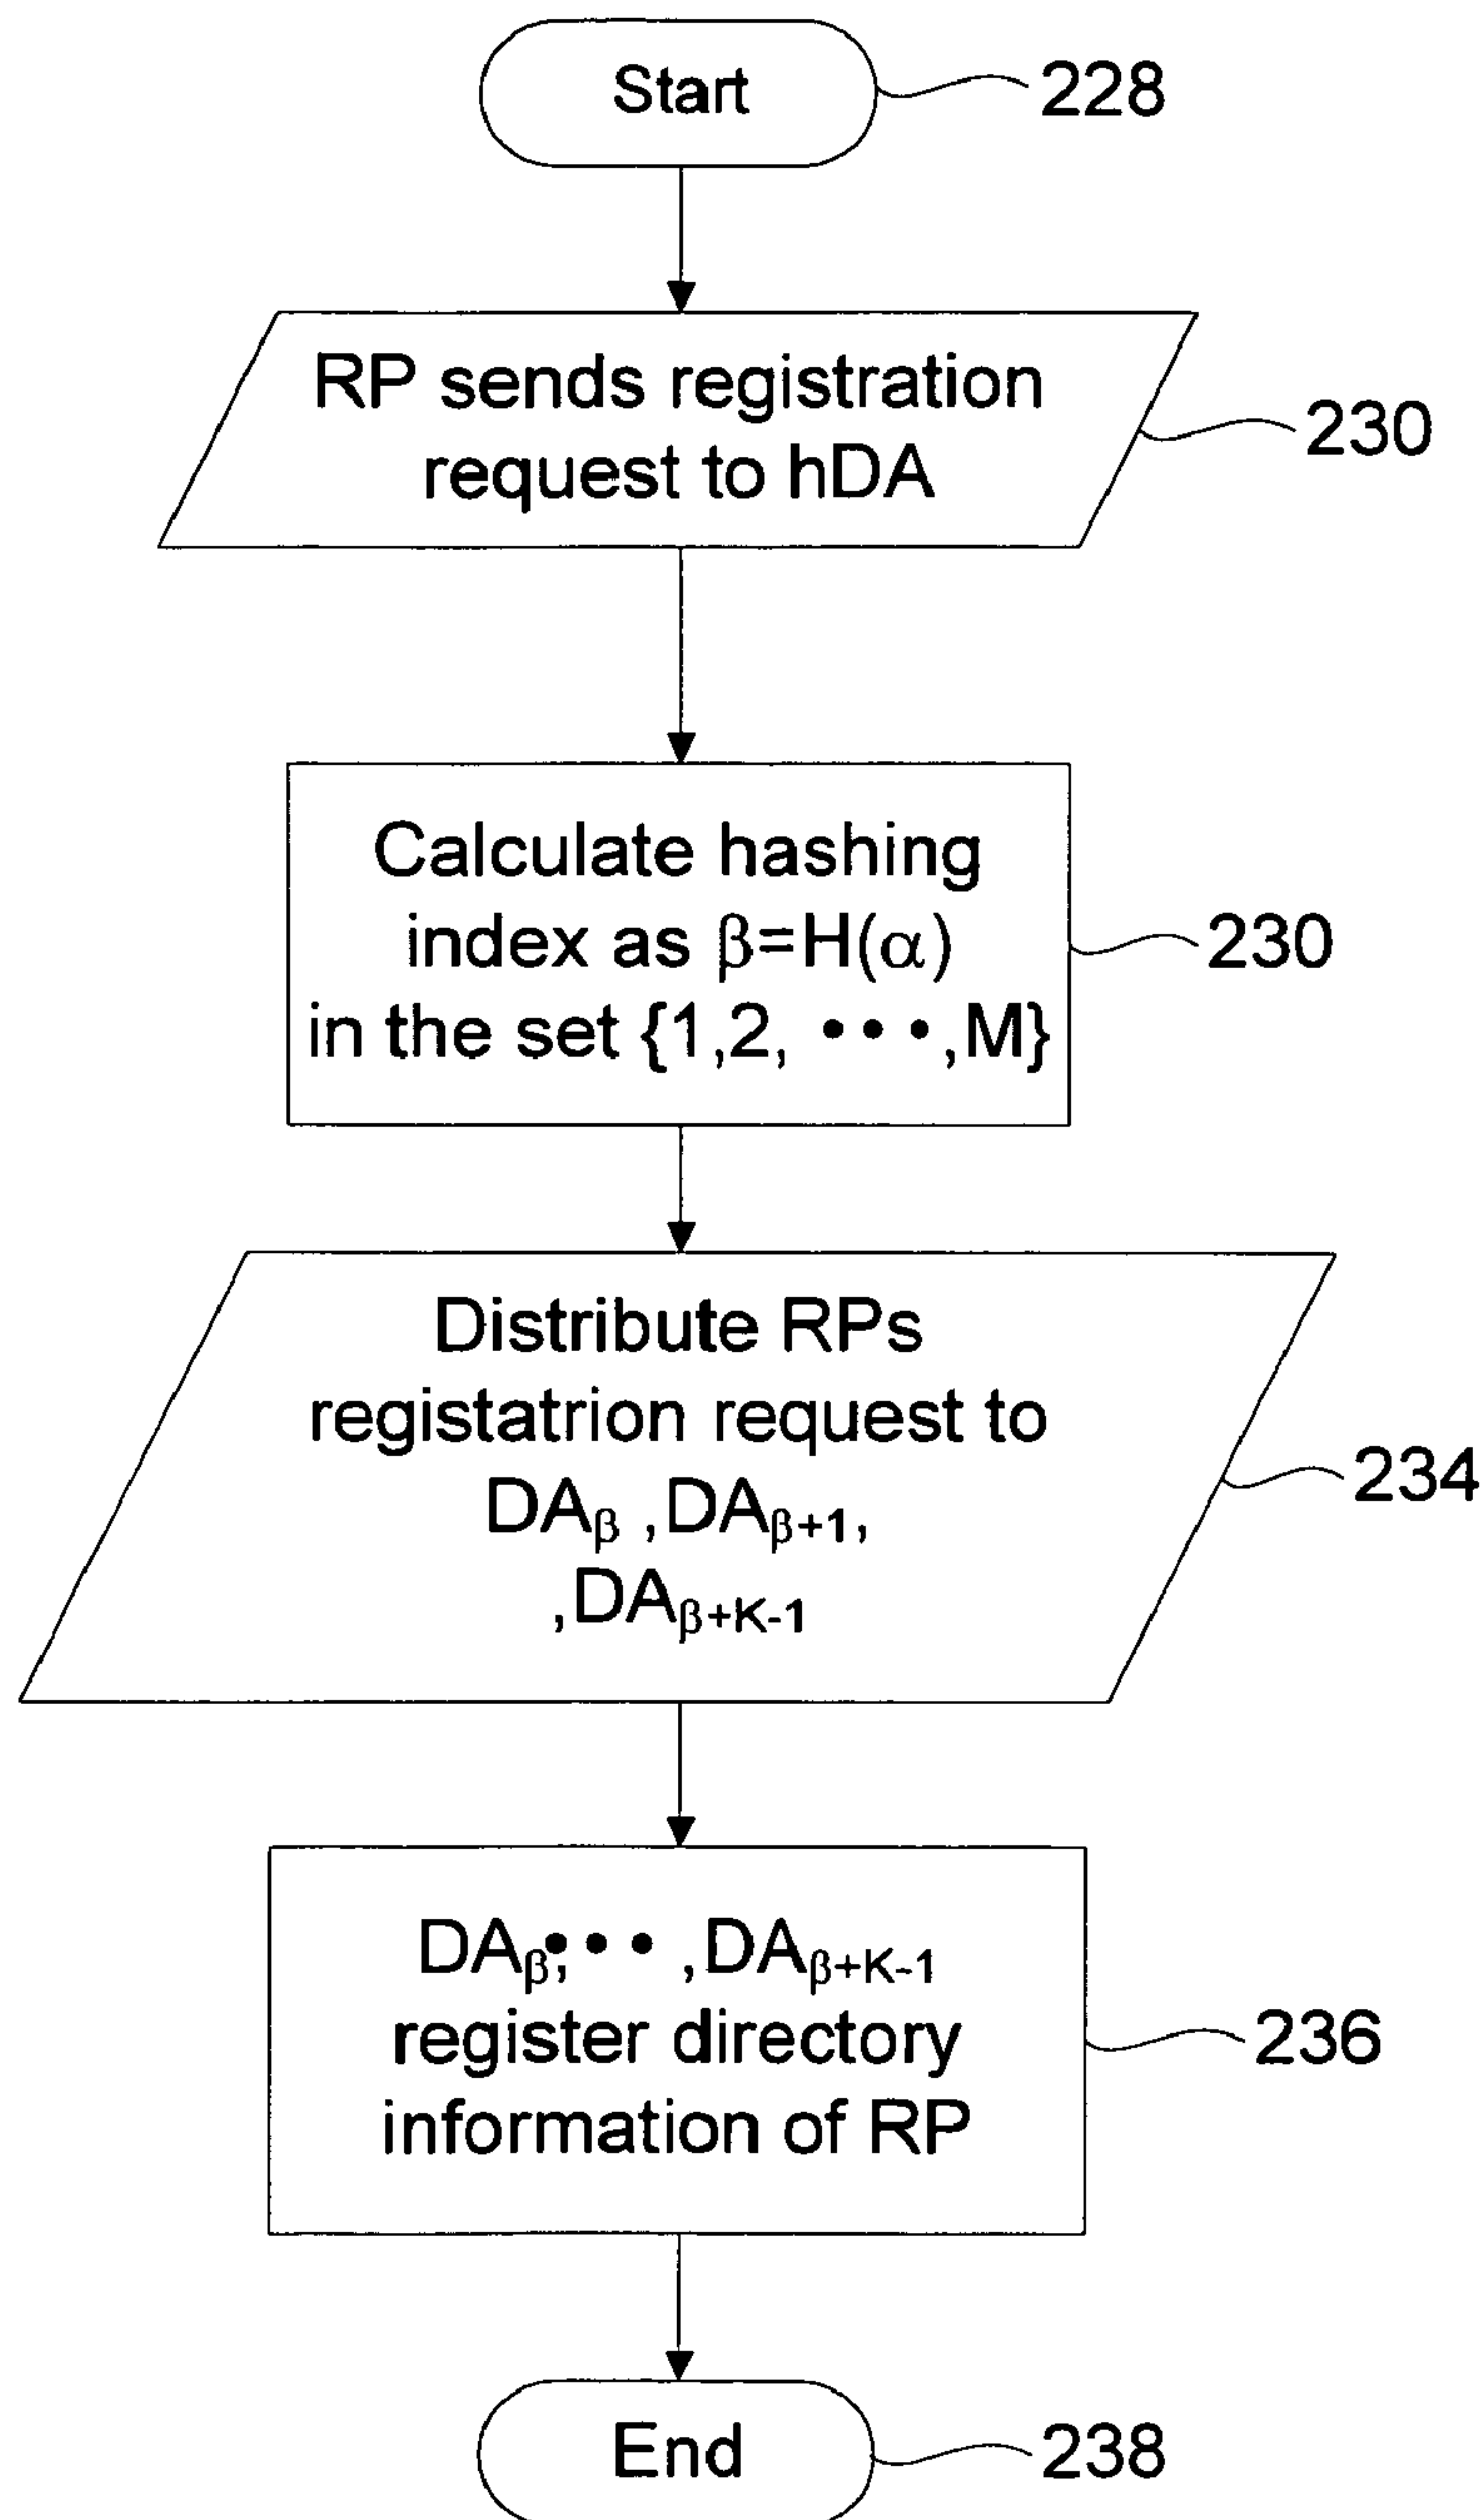 Start
228
RP sends registration
request to hDA
230
Calculate hashing
index as β=H(α)
in the set {1,2, •••,M}
230
Distribute RPs
registatrion request to
DAβ ,DAβ+1,
,DAβ+K-1
234
DAβ,••• ,DAβ+K-1
register directory
information of RP
236
End
238